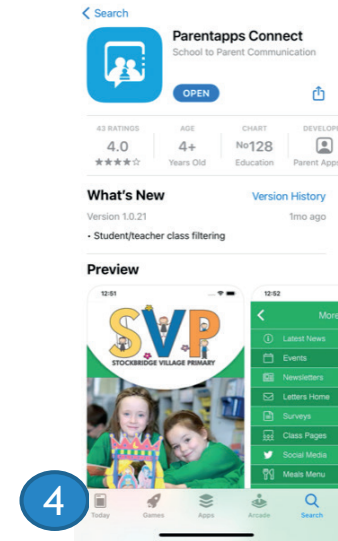 Search
Parentapps Connect
School to Parent Communication
OPEN
43 RATINGS AGE CHART DEVELOPE
4.0 4+ No128
Years Old Education Parent Apps
What's New Version History
Version 1.0.21 1mo ago
• Student/teacher class filtering
Preview
12:51 12:52
SVP
STOCKBRIDGE VILLAGE PRIMARY
More
Latest News
Events
Newsletters
Letters Home
Surveys
Class Pages
Social Media
Meals Menu
4
Today Games Apps Arcade Search